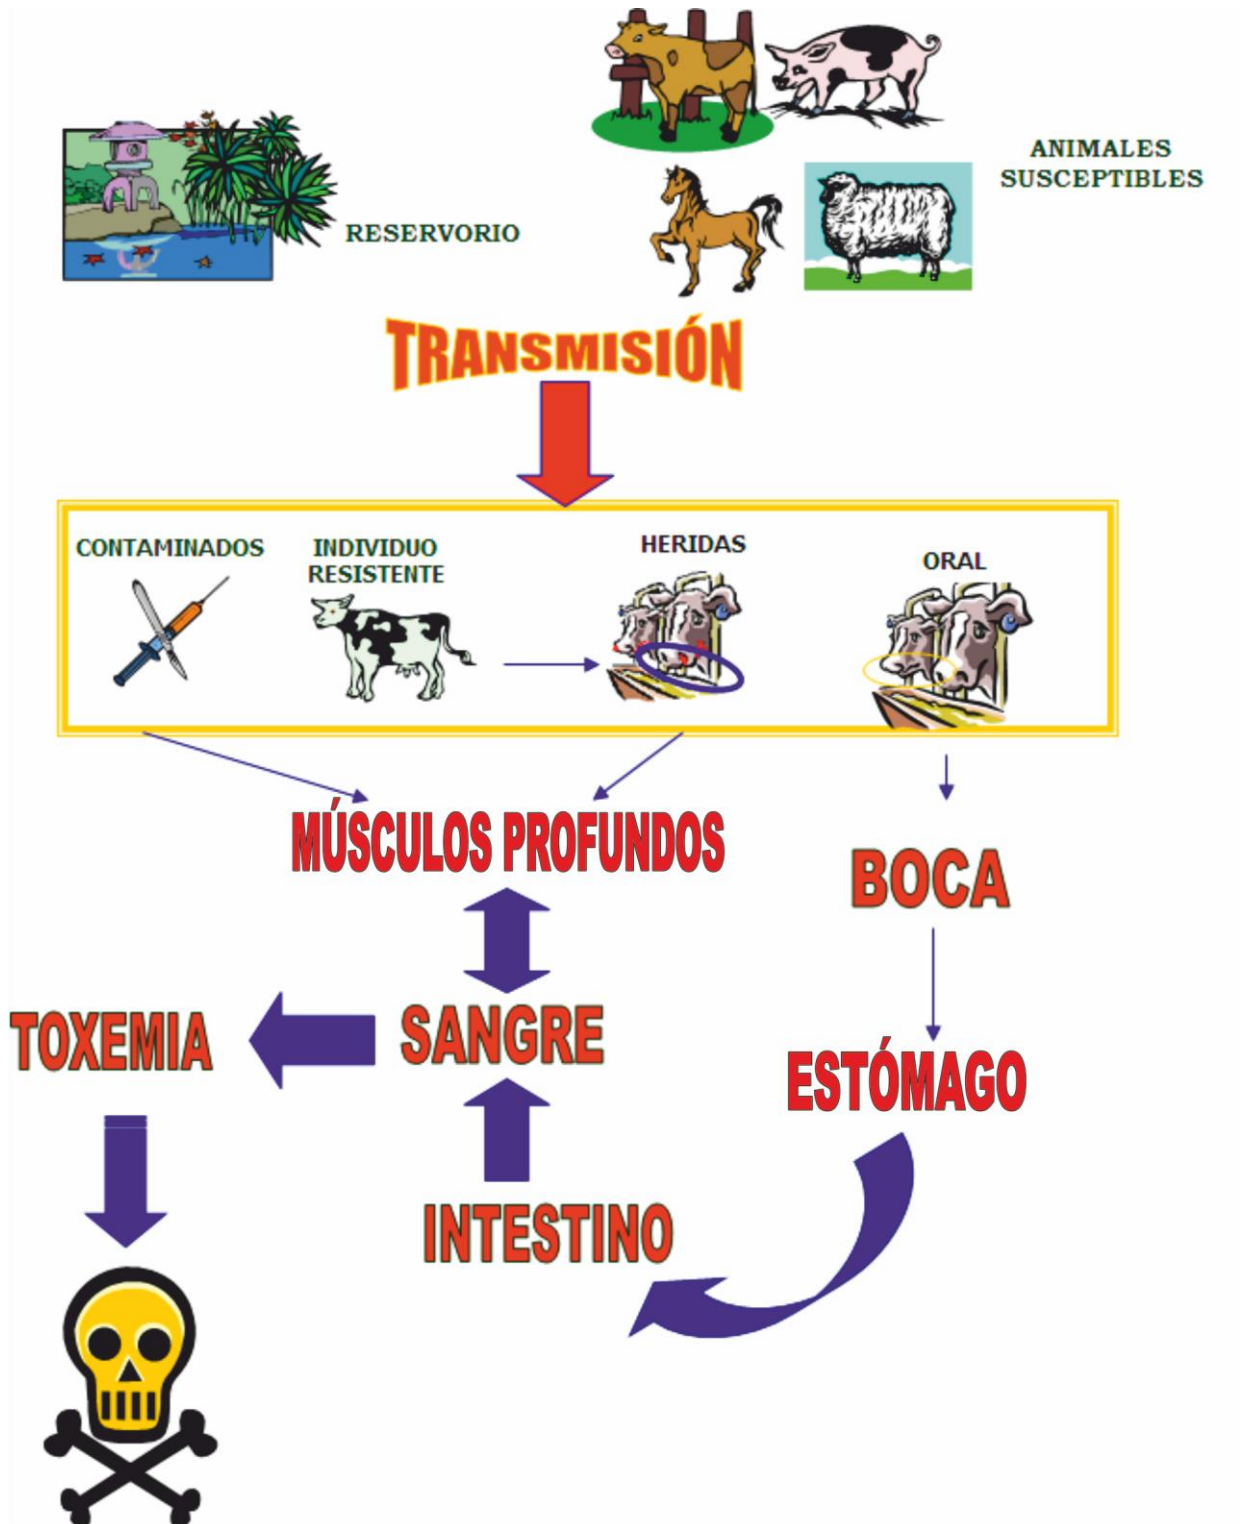 RESERVORIO
ANIMALES
SUSCEPTIBLES
TRANSMISIÓN
CONTAMINADOS
INDIVIDUO
RESISTENTE
HERIDAS
ORAL
MÚSCULOS PROFUNDOS
BOCA
TOXEMIA
SANGRE
ESTÓMAGO
INTESTINO